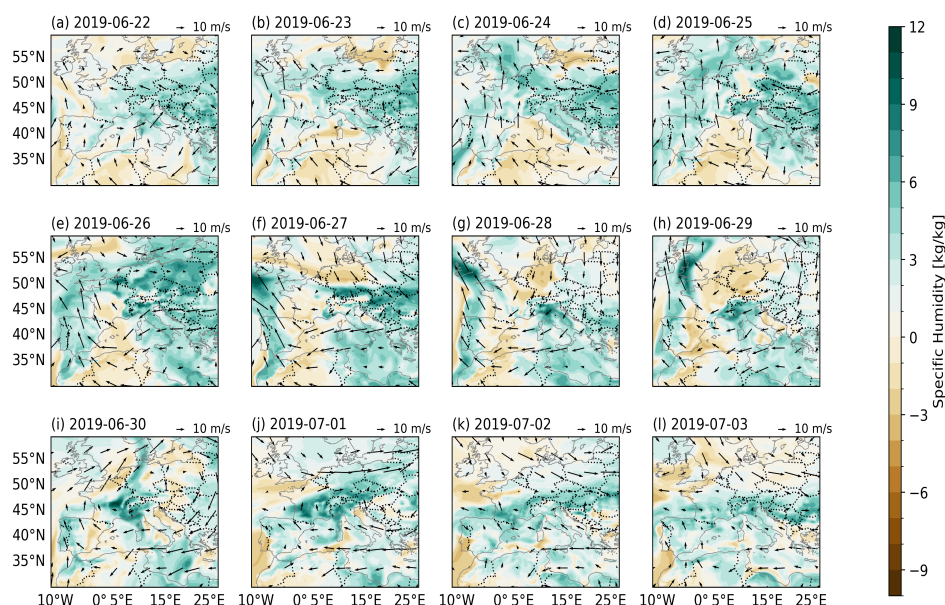 (a) 2019-06-22 → 10 m/s (b) 2019-06-23 → 10 m/s (c) 2019-06-24 → 10 m/s (d) 2019-06-25 → 10 m/s
12
55°N
50°N
9
45°N
40°N
6
35°N
(e) 2019-06-26 → 10 m/s (f) 2019-06-27 → 10 m/s (g) 2019-06-28 → 10 m/s (h) 2019-06-29 → 10 m/s
55°N
3
50°N
45°N
0
40°N
35°N
−3
(i) 2019-06-30 → 10 m/s (j) 2019-07-01 → 10 m/s (k) 2019-07-02 → 10 m/s (l) 2019-07-03 → 10 m/s
55°N
50°N
−6
45°N
40°N
−9
35°N
10°W 0° 5°E 15°E 25°E 10°W 0° 5°E 15°E 25°E 10°W 0° 5°E 15°E 25°E 10°W 0° 5°E 15°E 25°E
Specific Humidity [kg/kg]